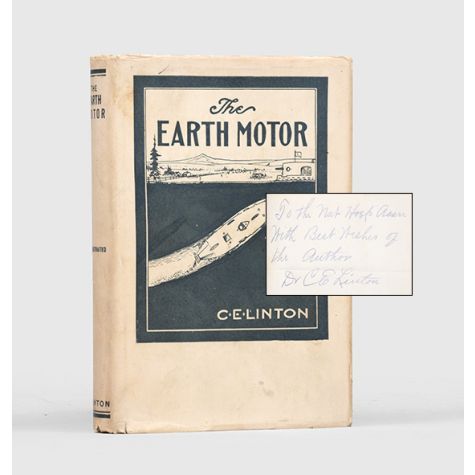 The
EARTH MOTOR
C·E·LINTON
THE
EARTH
MOTOR
ILLUSTRATED
LINTON
To the Nat Hosp Assn
With Best Wishes of
the Author
Dr C E Linton